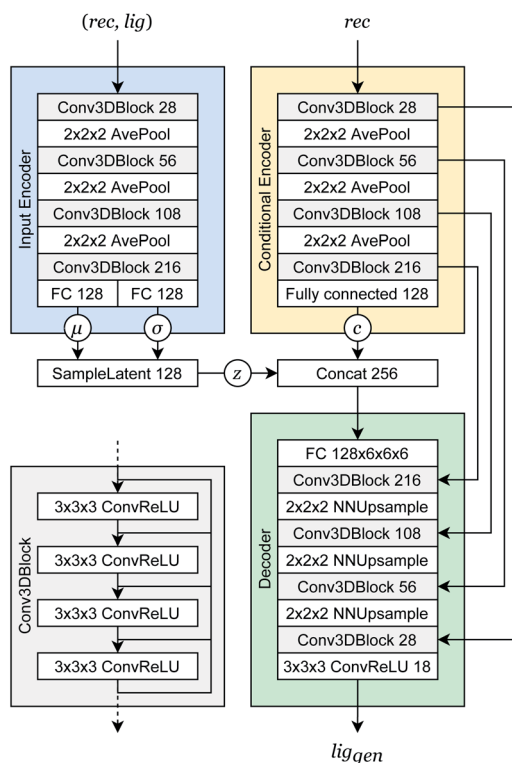 (rec, lig)
Input Encoder
Conv3DBlock 28
2x2x2 AvePool
Conv3DBlock 56
2x2x2 AvePool
Conv3DBlock 108
2x2x2 AvePool
Conv3DBlock 216
FC 128 FC 128
μ σ
SampleLatent 128
z
rec
Conditional Encoder
Conv3DBlock 28
2x2x2 AvePool
Conv3DBlock 56
2x2x2 AvePool
Conv3DBlock 108
2x2x2 AvePool
Conv3DBlock 216
Fully connected 128
c
Concat 256
Conv3DBlock
3x3x3 ConvReLU
3x3x3 ConvReLU
3x3x3 ConvReLU
3x3x3 ConvReLU
Decoder
FC 128x6x6x6
Conv3DBlock 216
2x2x2 NNUpsample
Conv3DBlock 108
2x2x2 NNUpsample
Conv3DBlock 56
2x2x2 NNUpsample
Conv3DBlock 28
3x3x3 ConvReLU 18
lig_gen